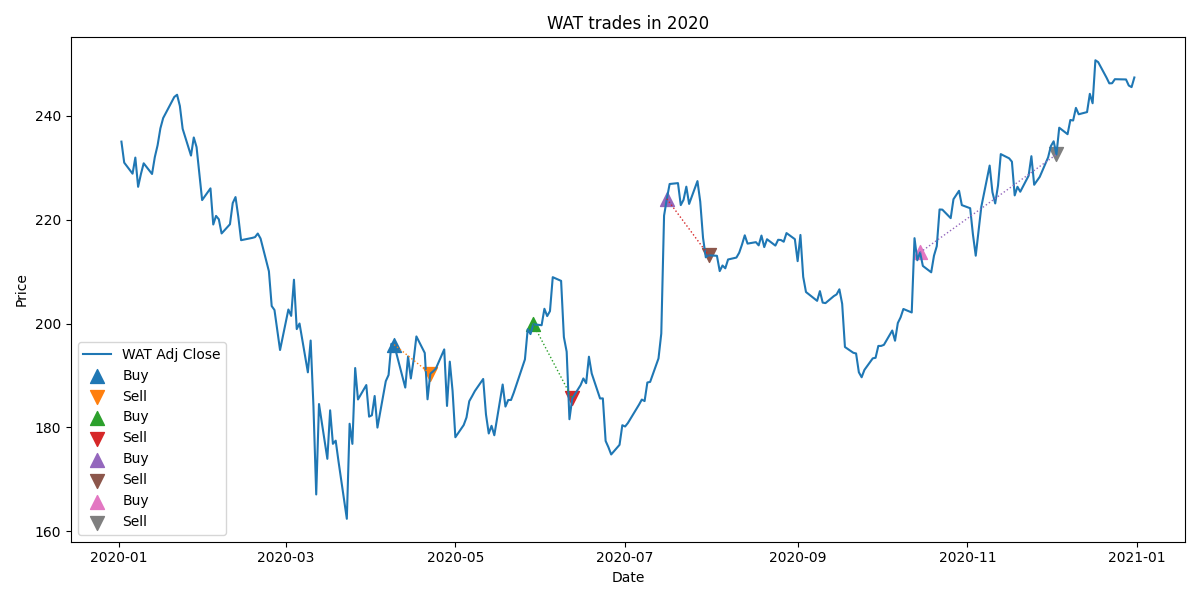 WAT trades in 2020
Price
240
220
200
180
160
WAT Adj Close
Buy
Sell
Buy
Sell
Buy
Sell
Buy
Sell
2020-01
2020-03
2020-05
2020-07
2020-09
2020-11
2021-01
Date